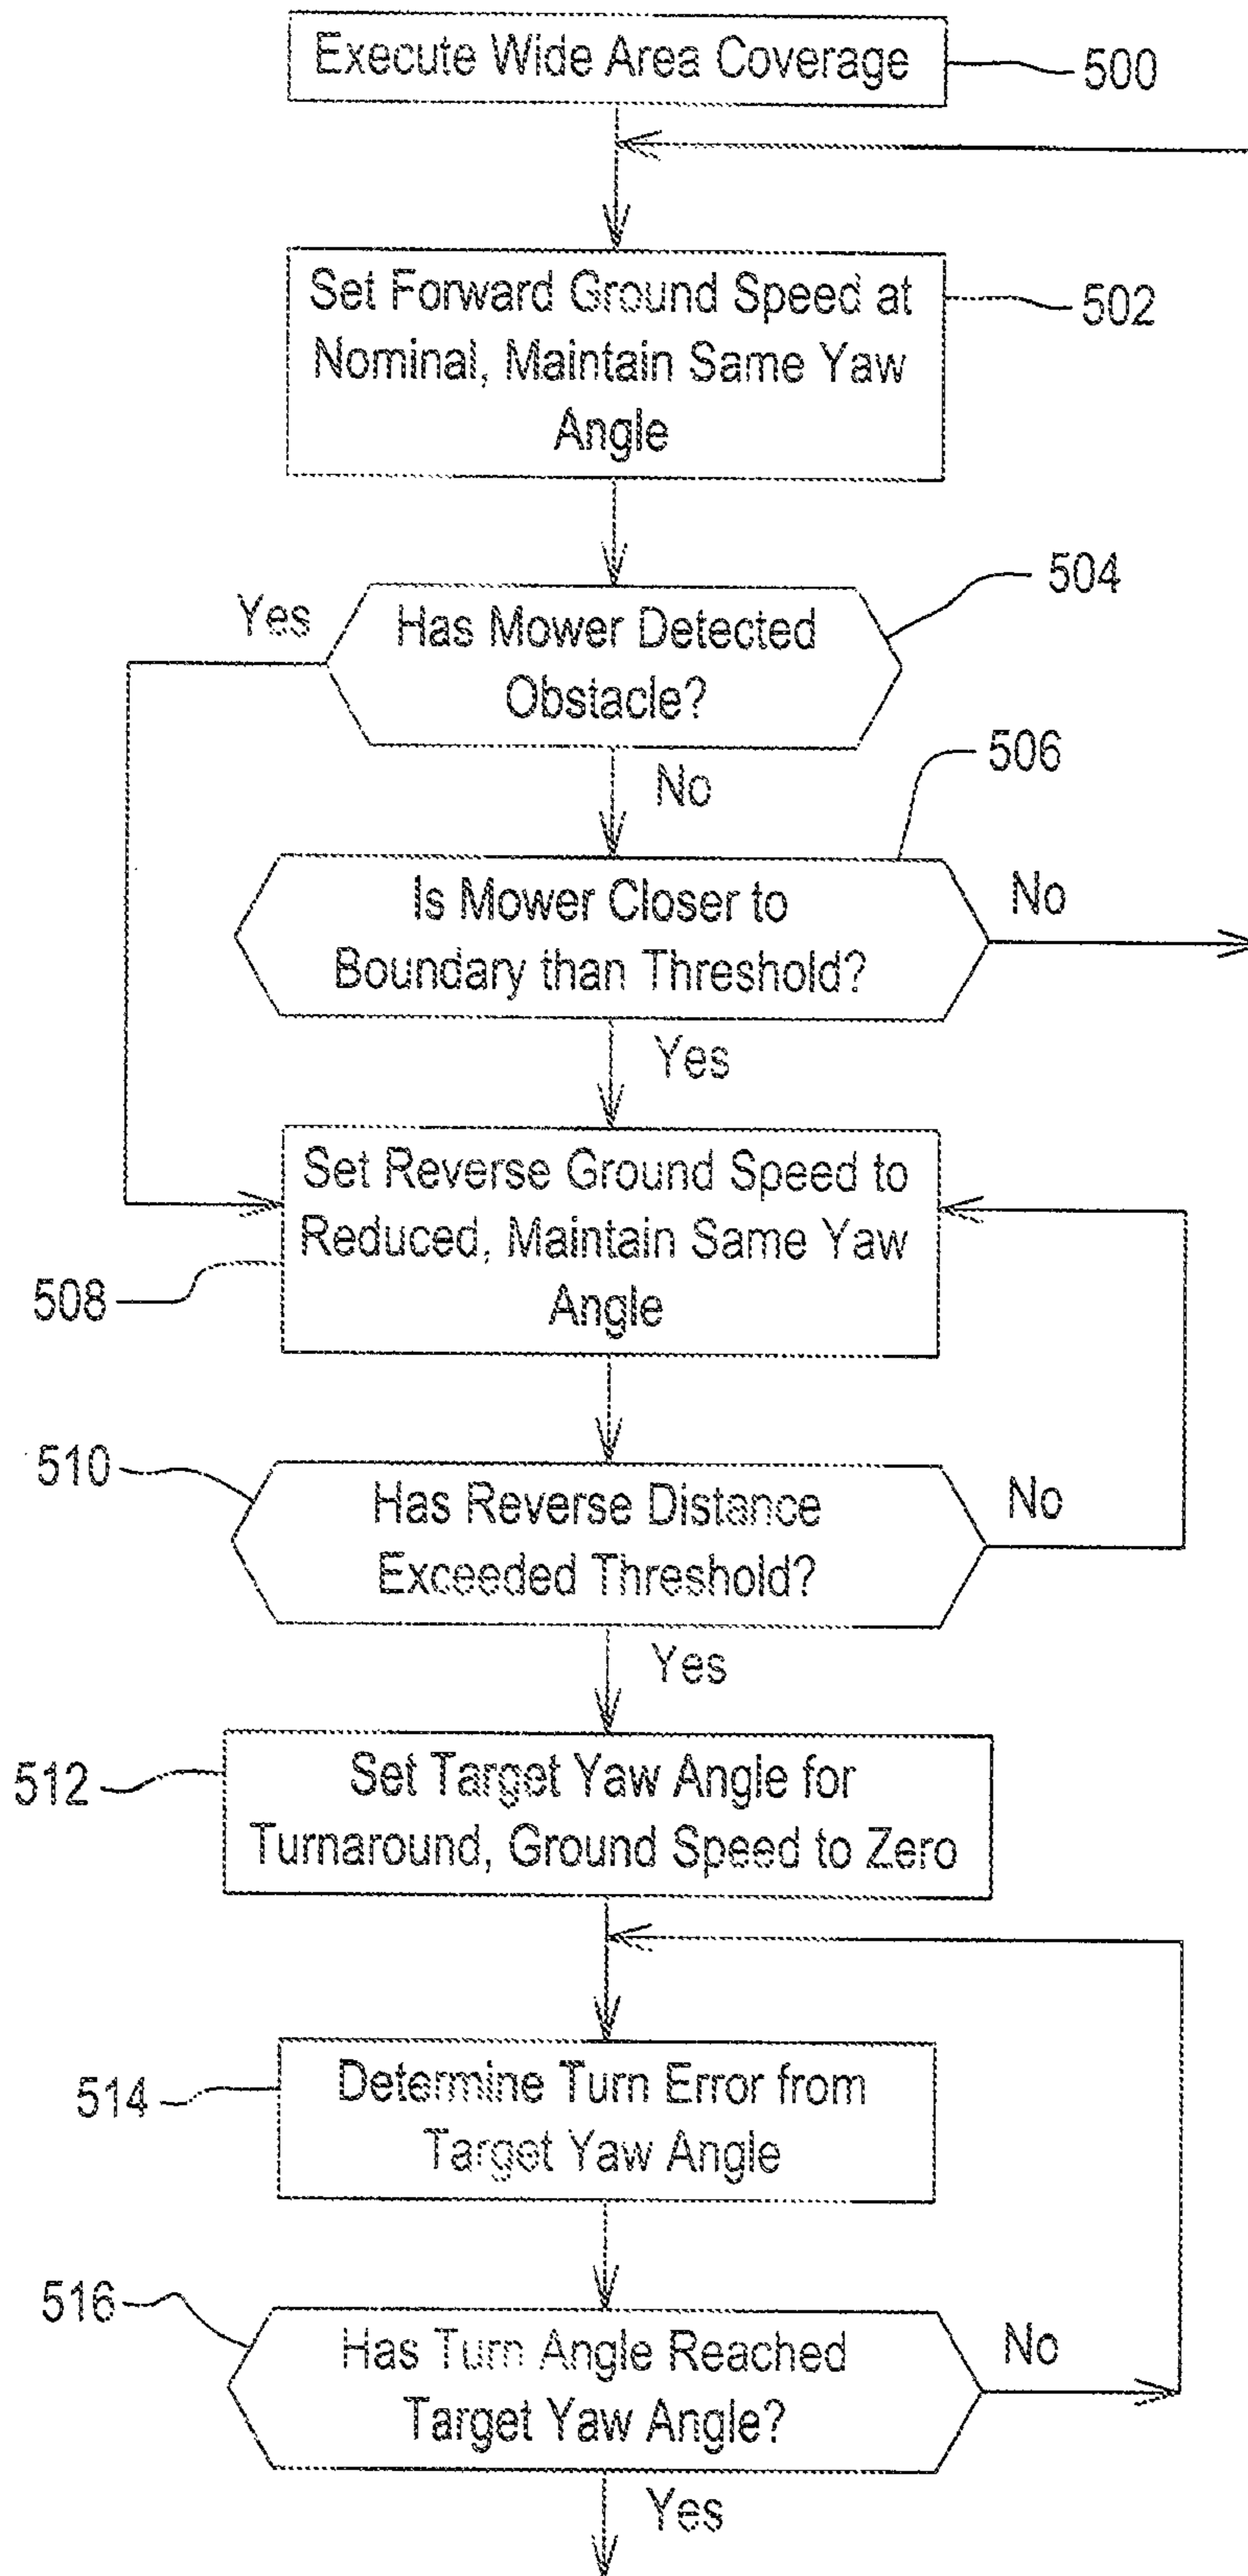 Execute Wide Area Coverage
500
Set Forward Ground Speed at
Nominal, Maintain Same Yaw
Angle
502
Yes
Has Mower Detected
Obstacle?
504
No
506
Is Mower Closer to
Boundary than Threshold?
No
Yes
Set Reverse Ground Speed to
Reduced, Maintain Same Yaw
Angle
508
510
Has Reverse Distance
Exceeded Threshold?
No
Yes
512
Set Target Yaw Angle for
Turnaround, Ground Speed to Zero
514
Determine Turn Error from
Target Yaw Angle
516
Has Turn Angle Reached
Target Yaw Angle?
No
Yes